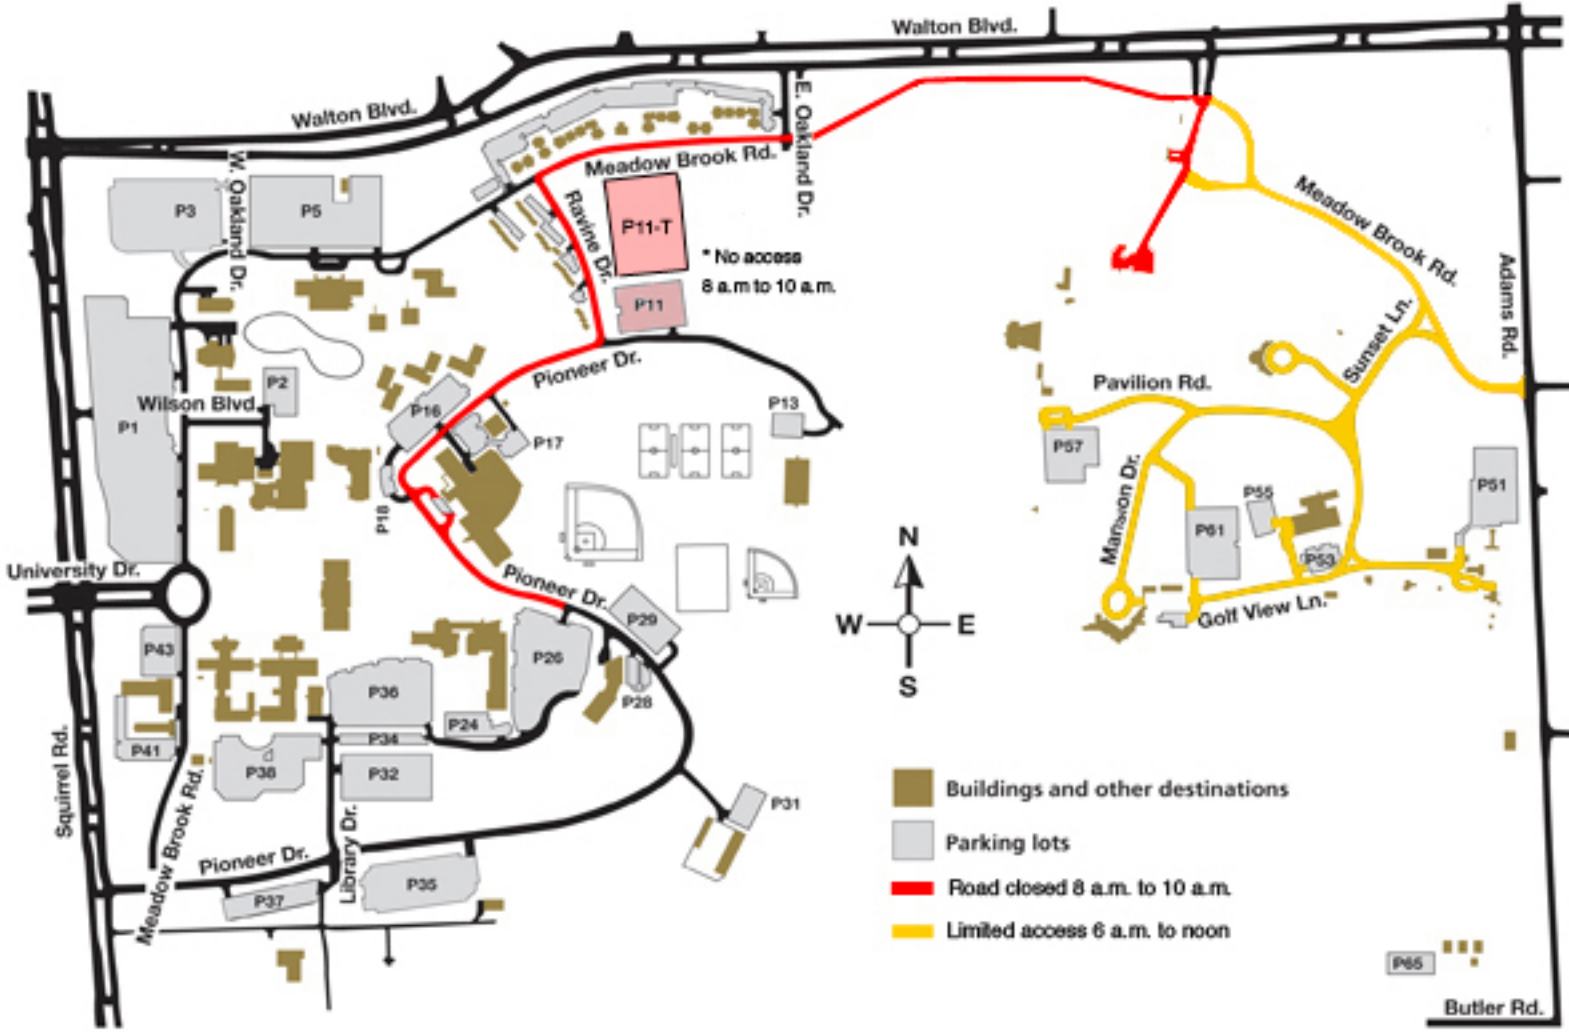 Walton Blvd.
Walton Blvd.
E. Oakland Dr.
W. Oakland Dr.
Meadow Brook Rd.
Meadow Brook Rd.
P3
P5
Ravine Dr.
P11-T
* No access
8 a.m to 10 a.m.
P11
Adams Rd.
Sunset Ln.
Pioneer Dr.
Pavilion Rd.
P2
Wilson Blvd.
P1
P16
P17
P13
P57
P18
Mansion Dr.
P55
P51
P61
P53
N
W
E
S
University Dr.
Pioneer Dr.
Golf View Ln.
P29
P43
P26
P36
P28
P24
P34
P41
P38
P32
Squirrel Rd.
Meadow Brook Rd.
P31
Buildings and other destinations
Parking lots
Road closed 8 a.m. to 10 a.m.
Limited access 6 a.m. to noon
Pioneer Dr.
Library Dr.
P35
P37
P65
Butler Rd.